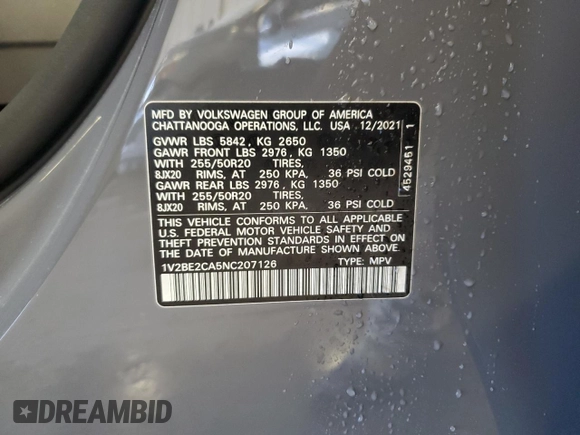 MFD BY VOLKSWAGEN GROUP OF AMERICA
CHATTANOOGA OPERATIONS, LLC. USA 12/2021
GVWR LBS 5842, KG 2650
GAWR FRONT LBS 2976, KG 1350
WITH 255/50R20 TIRES,
8JX20 RIMS, AT 250 KPA, 36 PSI COLD
GAWR REAR LBS 2976, KG 1350
WITH 255/50R20 TIRES,
8JX20 RIMS, AT 250 KPA, 36 PSI COLD
THIS VEHICLE CONFORMS TO ALL APPLICABLE
U.S. FEDERAL MOTOR VEHICLE SAFETY AND
THEFT PREVENTION STANDARDS IN EFFECT ON
THE DATE OF MANUFACTURE SHOWN ABOVE.
1V2BE2CA5NC207126 TYPE: MPV
4529451 1
DREAMBID